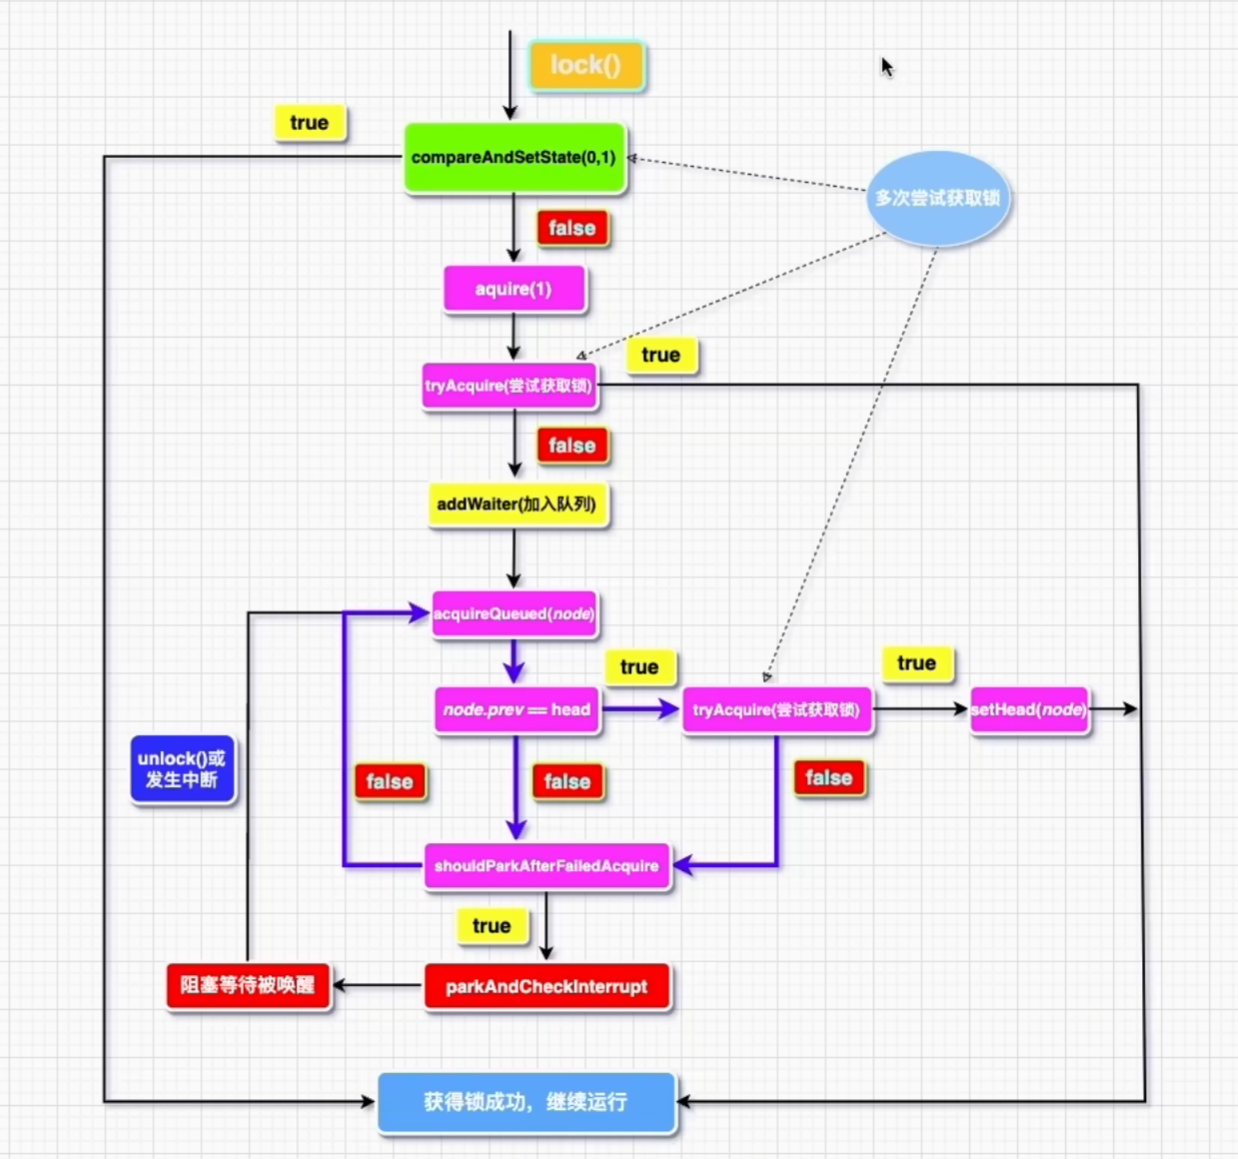 lock()
true
compareAndSetState(0,1)
多次尝试获取锁
false
aquire(1)
true
tryAcquire(尝试获取锁)
false
addWaiter(加入队列)
acquireQueued(node)
true
true
node.prev == head
tryAcquire(尝试获取锁)
setHead(node)
unlock()或
发生中断
false
false
false
shouldParkAfterFailedAcquire
true
阻塞等待被唤醒
parkAndCheckInterrupt
获得锁成功，继续运行